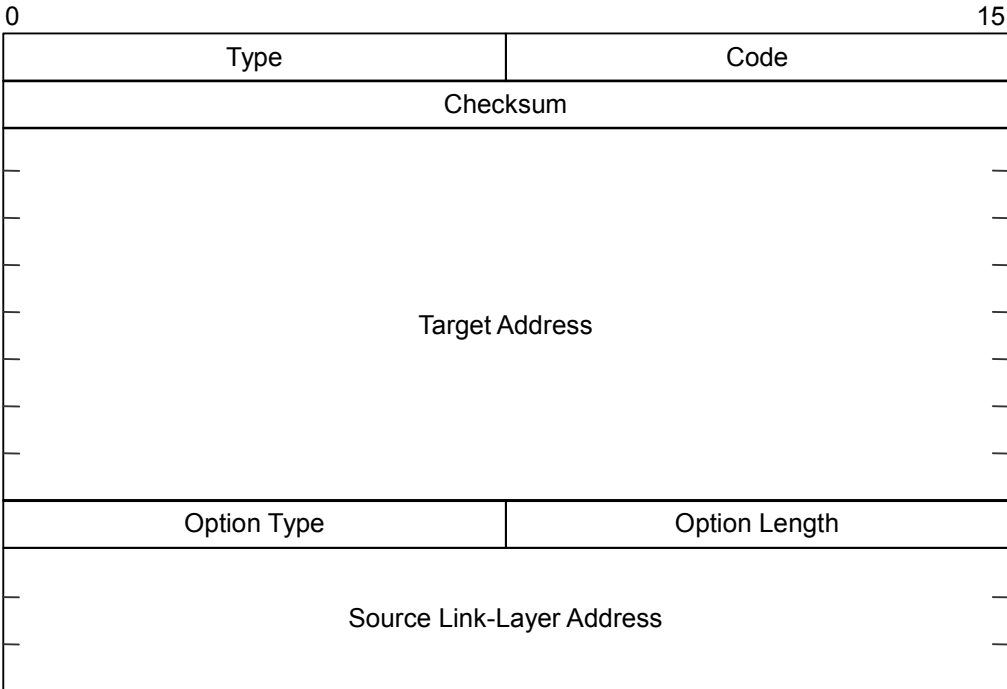 0 15
Type Code
Checksum
Target Address
Option Type Option Length
Source Link-Layer Address